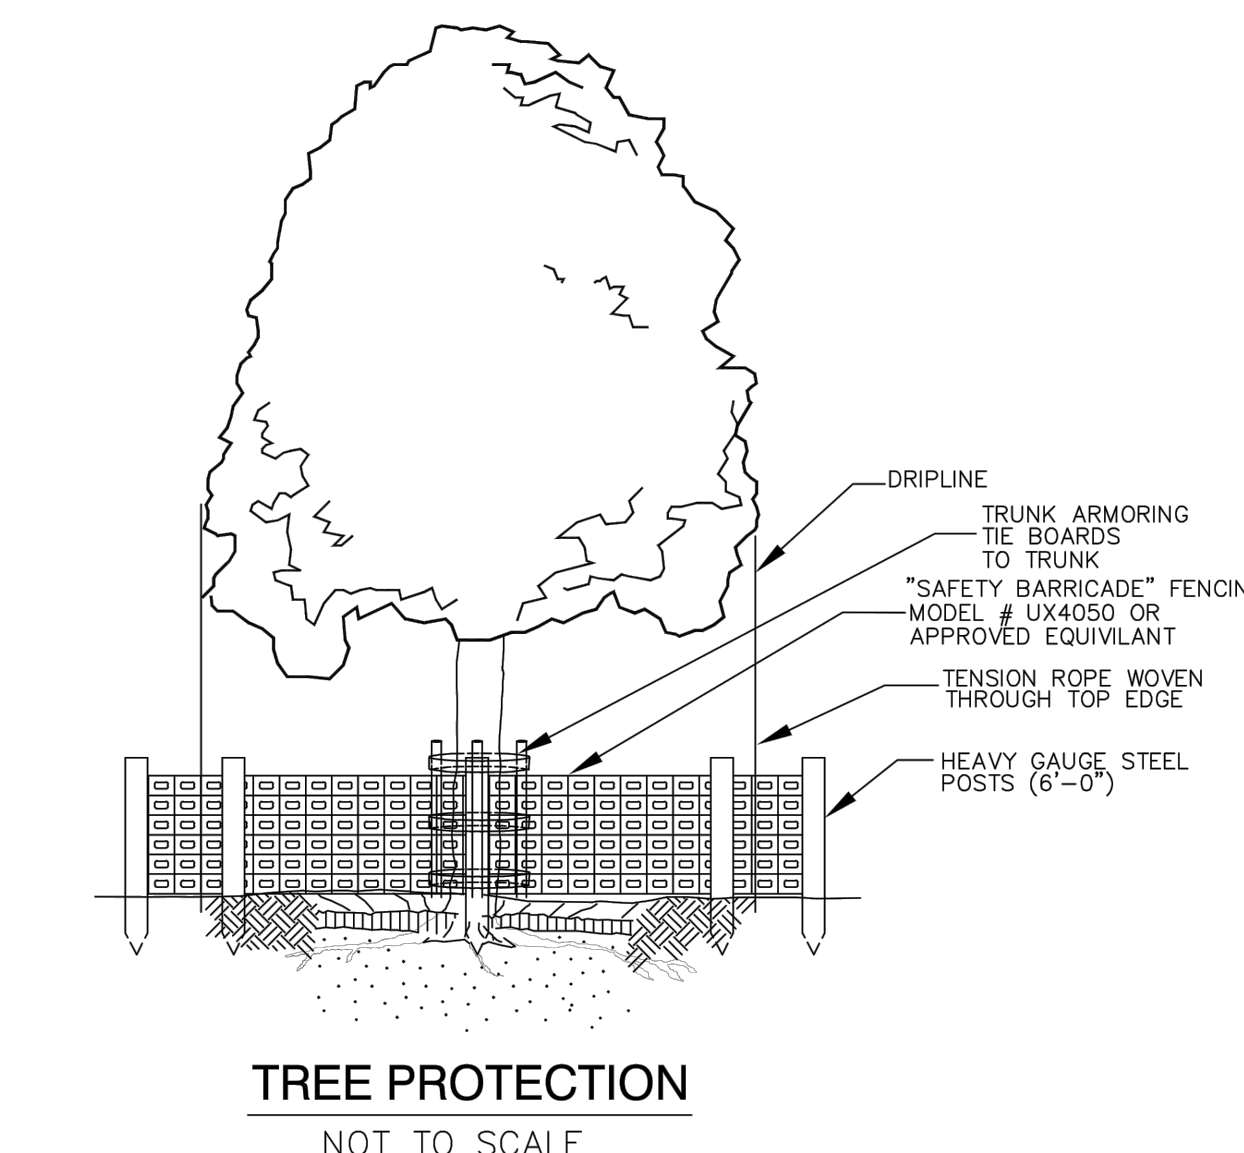 DRIPLINE
TRUNK ARMORING
TIE BOARDS
TO TRUNK
"SAFETY BARRICADE" FENCIN
MODEL # UX4050 OR
APPROVED EQUIVILANT
TENSION ROPE WOVEN
THROUGH TOP EDGE
HEAVY GAUGE STEEL
POSTS (6'-0")
TREE PROTECTION
NOT TO SCALE